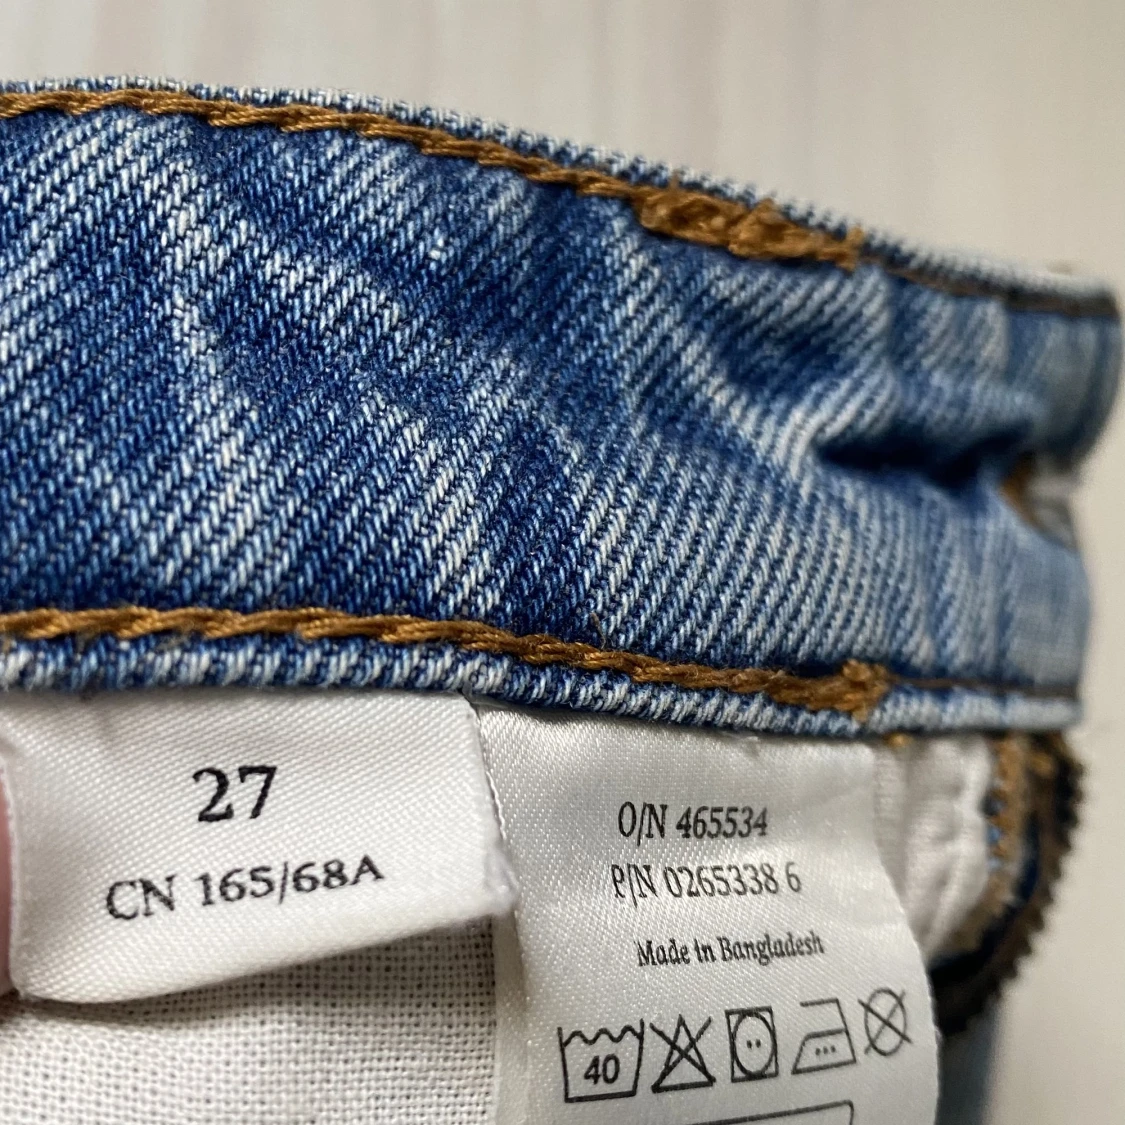 27
CN 165/68A
O/N 465534
P/N 0265338 6
Made in Bangladesh
40